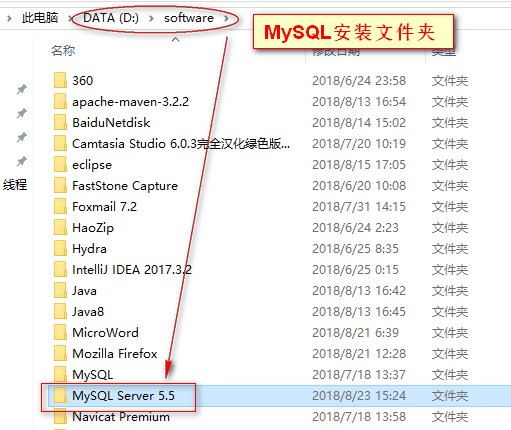 此电脑 > DATA (D:) > software >
MySQL安装文件夹
名称 修改日期 类型
360 2018/6/24 23:58 文件夹
apache-maven-3.2.2 2018/8/13 16:54 文件夹
BaiduNetdisk 2018/8/14 15:02 文件夹
Camtasia Studio 6.0.3完全汉化绿色版... 2018/7/20 10:19 文件夹
eclipse 2018/8/15 17:05 文件夹
线程
FastStone Capture 2018/6/20 10:08 文件夹
Foxmail 7.2 2018/7/31 14:15 文件夹
HaoZip 2018/6/24 2:23 文件夹
Hydra 2018/6/25 8:35 文件夹
IntelliJ IDEA 2017.3.2 2018/6/25 0:15 文件夹
Java 2018/8/13 16:42 文件夹
Java8 2018/8/13 16:45 文件夹
MicroWord 2018/8/21 6:39 文件夹
Mozilla Firefox 2018/8/21 12:28 文件夹
MySQL 2018/7/18 13:37 文件夹
MySQL Server 5.5 2018/8/23 15:24 文件夹
Navicat Premium 2018/7/18 13:58 文件夹